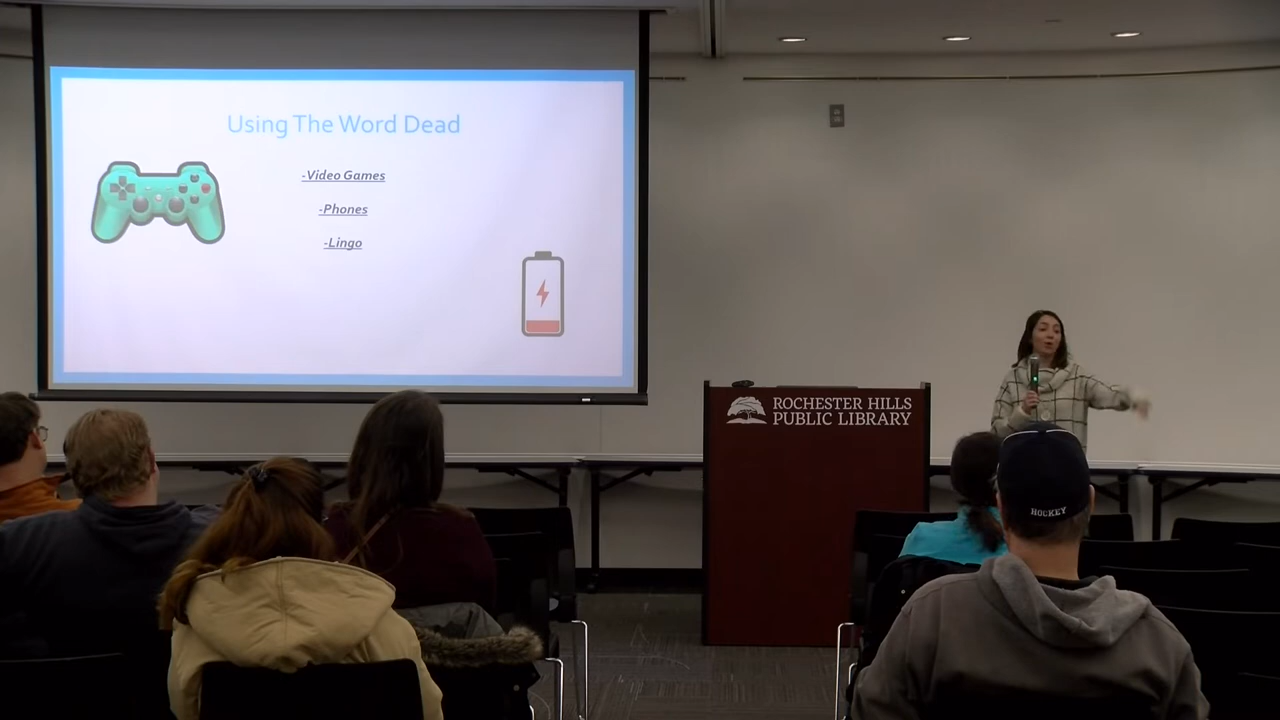 Using The Word Dead
-Video Games
-Phones
-Lingo
ROCHESTER HILLS
PUBLIC LIBRARY
HOCKEY